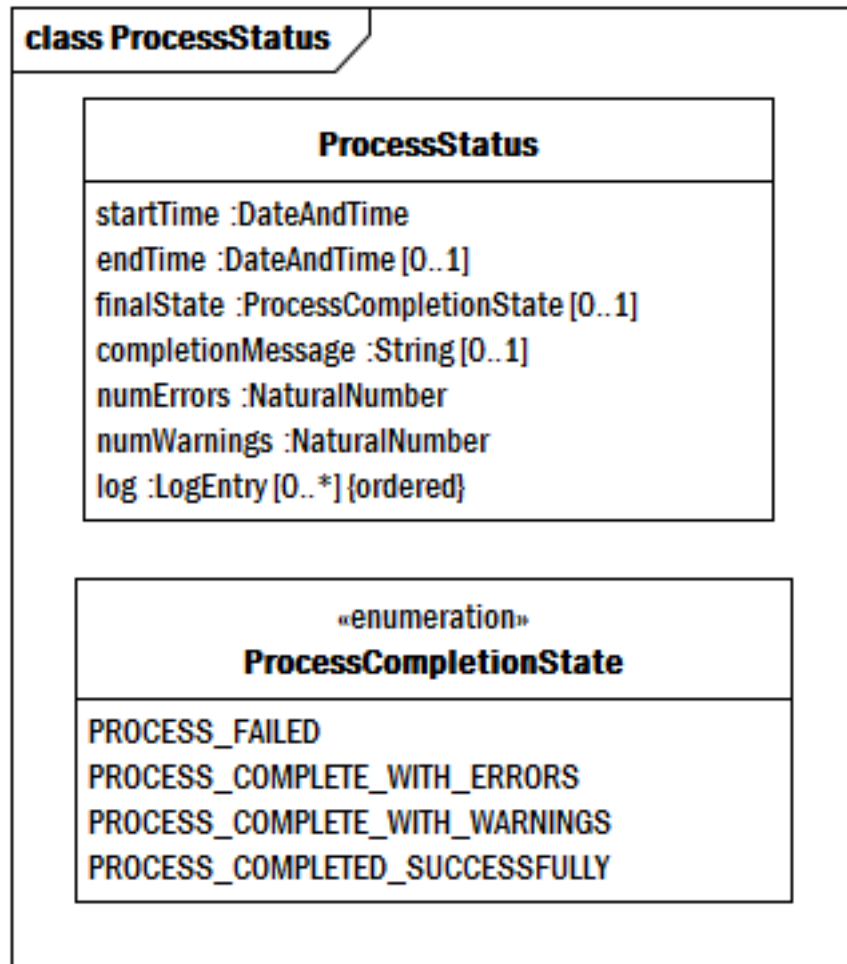 class ProcessStatus
ProcessStatus
startTime :DateAndTime
endTime :DateAndTime [0..1]
finalState :ProcessCompletionState [0..1]
completionMessage :String [0..1]
numErrors :NaturalNumber
numWarnings :NaturalNumber
log :LogEntry [0..*] {ordered}
«enumeration»
ProcessCompletionState
PROCESS_FAILED
PROCESS_COMPLETE_WITH_ERRORS
PROCESS_COMPLETE_WITH_WARNINGS
PROCESS_COMPLETED_SUCCESSFULLY